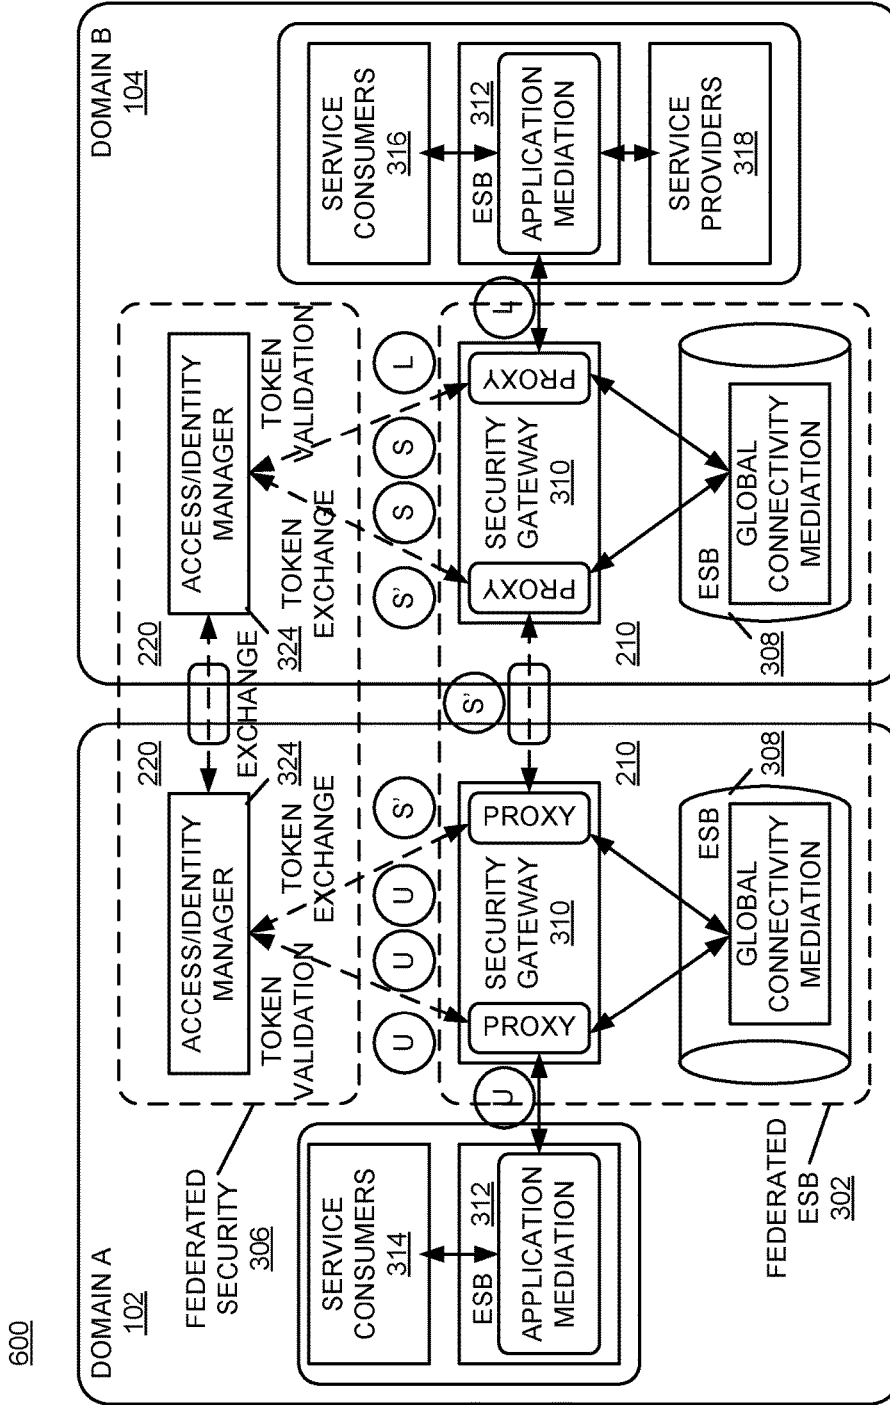 600
DOMAIN A
102
FEDERATED
SECURITY
306
SERVICE
CONSUMERS
314
ESB
312
APPLICATION
MEDIATION
FEDERATED
ESB
302
220
ACCESS/IDENTITY
MANAGER
324
TOKEN
VALIDATION
TOKEN
EXCHANGE
EXCHANGE
U
U
U
U
S'
S'
PROXY
SECURITY
GATEWAY
310
PROXY
210
ESB
308
GLOBAL
CONNECTIVITY
MEDIATION
DOMAIN B
104
220
ACCESS/IDENTITY
MANAGER
324
TOKEN
EXCHANGE
TOKEN
VALIDATION
S'
S
S
L
L
PROXY
SECURITY
GATEWAY
310
PROXY
210
ESB
308
GLOBAL
CONNECTIVITY
MEDIATION
SERVICE
CONSUMERS
316
ESB
312
APPLICATION
MEDIATION
SERVICE
PROVIDERS
318